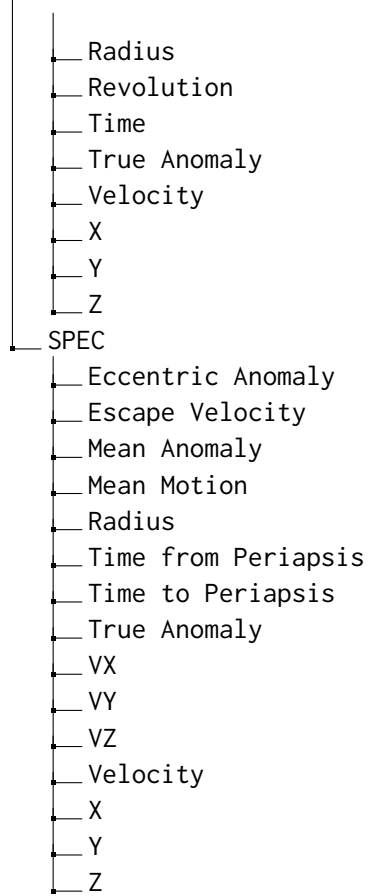 Radius
Revolution
Time
True Anomaly
Velocity
X
Y
Z
SPEC
Eccentric Anomaly
Escape Velocity
Mean Anomaly
Mean Motion
Radius
Time from Periapsis
Time to Periapsis
True Anomaly
VX
VY
VZ
Velocity
X
Y
Z